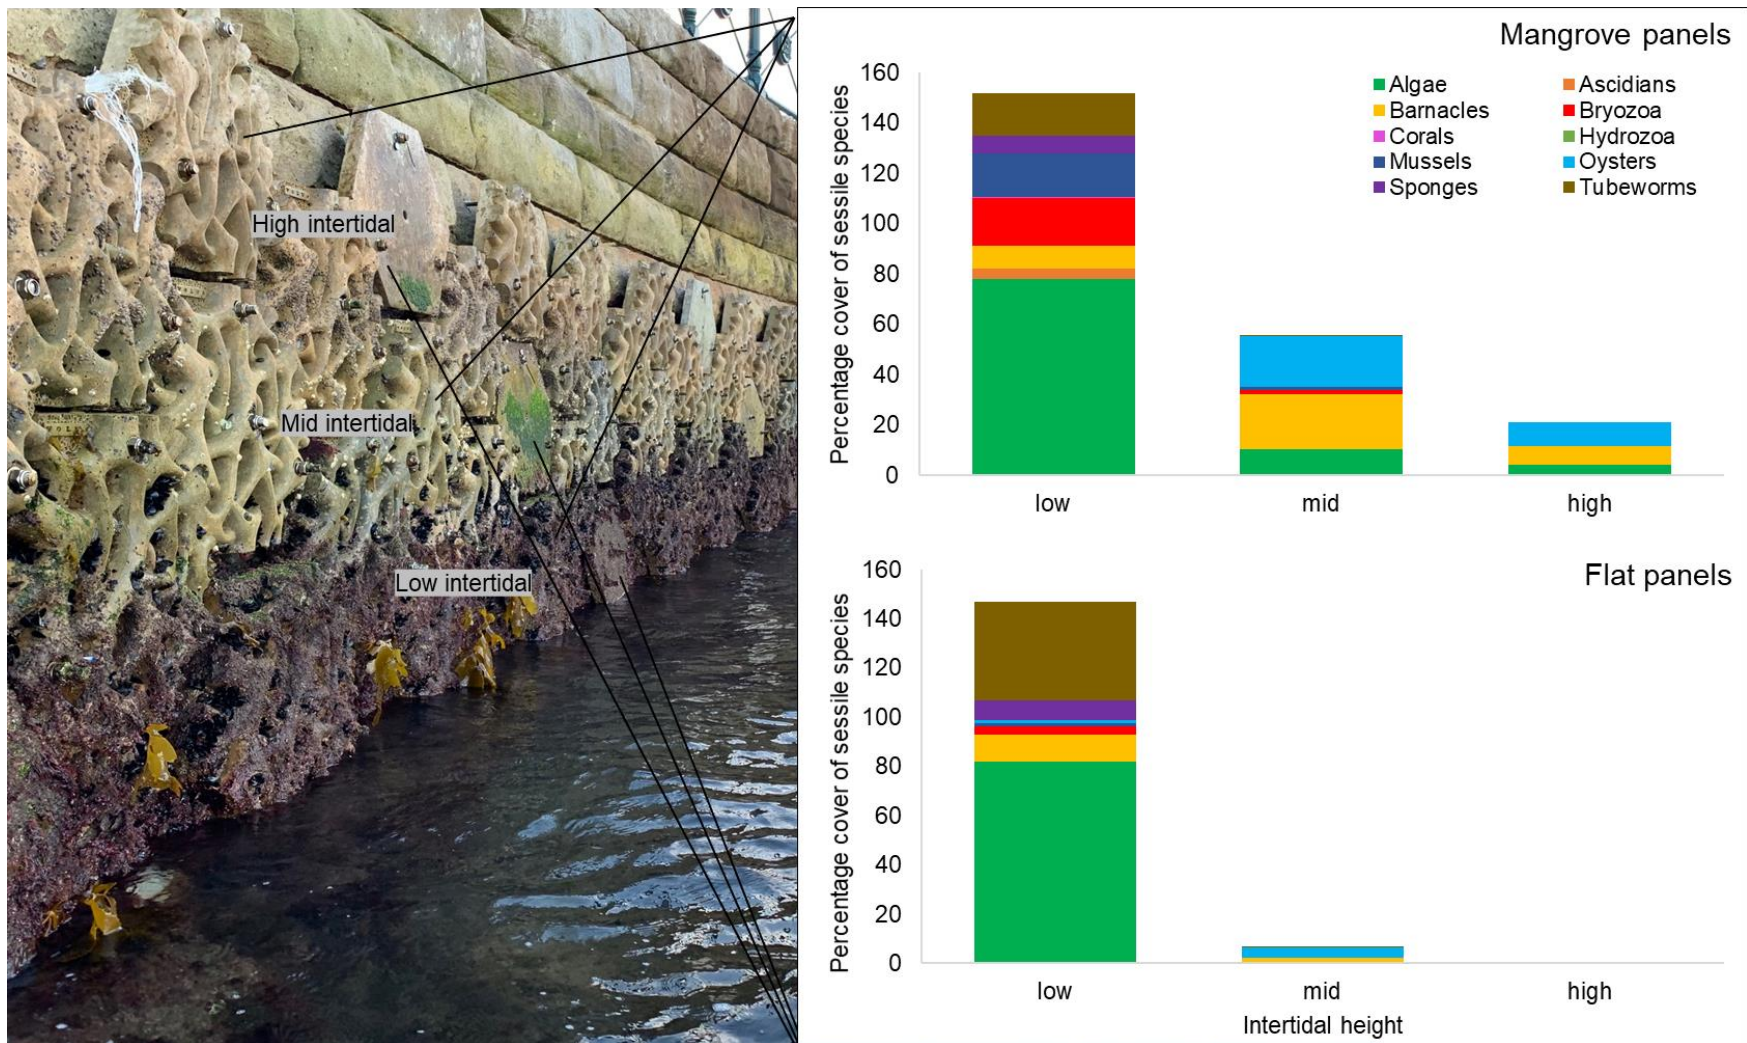 High intertidal
Mid intertidal
Low intertidal
Mangrove panels
Percentage cover of sessile species
160
140
120
100
80
60
40
20
0
Algae
Ascidians
Barnacles
Bryozoa
Corals
Hydrozoa
Mussels
Oysters
Sponges
Tubeworms
low
mid
high
Flat panels
Percentage cover of sessile species
160
140
120
100
80
60
40
20
0
low
mid
high
Intertidal height